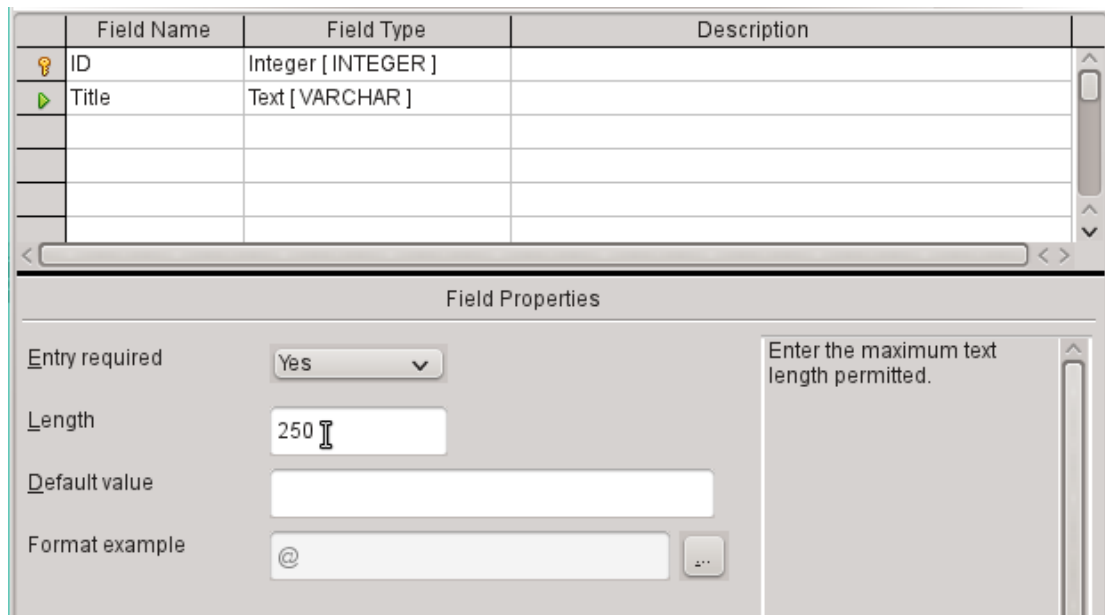 Field Name Field Type Description
ID Integer [ INTEGER ]
Title Text [ VARCHAR ]
Field Properties
Entry required Yes
Enter the maximum text
length permitted.
Length 250
Default value
Format example @ ...